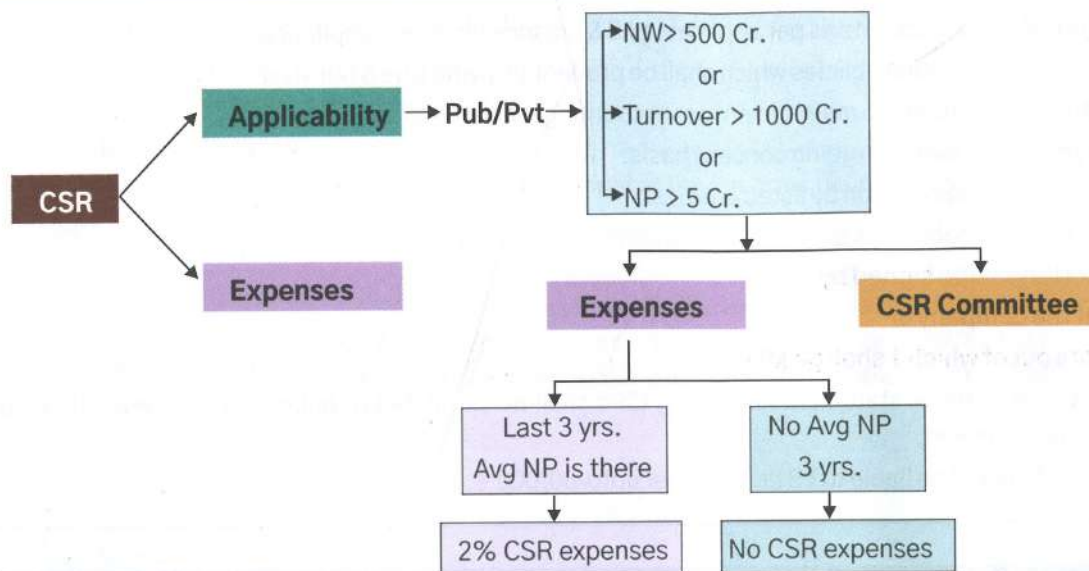 CSR
Applicability
Pub/Pvt
NW> 500 Cr.
or
Turnover > 1000 Cr.
or
NP > 5 Cr.
Expenses
Expenses
CSR Committee
Last 3 yrs.
Avg NP is there
No Avg NP
3 yrs.
2% CSR expenses
No CSR expenses